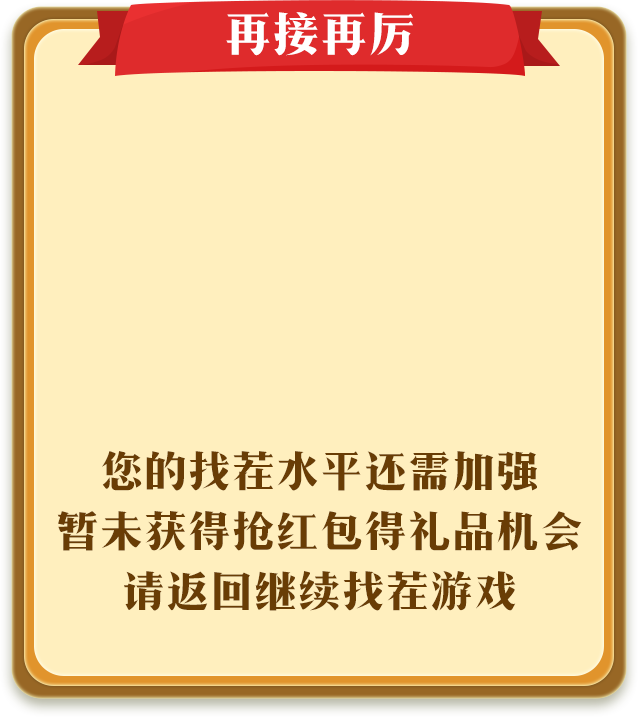 再接再厉
您的找茬水平还需加强
暂未获得抢红包得礼品机会
请返回继续找茬游戏